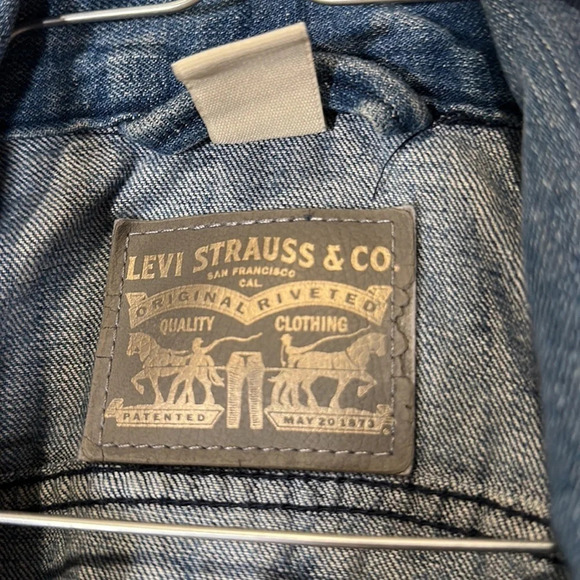 LEVI STRAUSS & CO.
SAN FRANCISCO
CAL.
ORIGINAL RIVETED
QUALITY CLOTHING
PATENTED MAY 20 1873